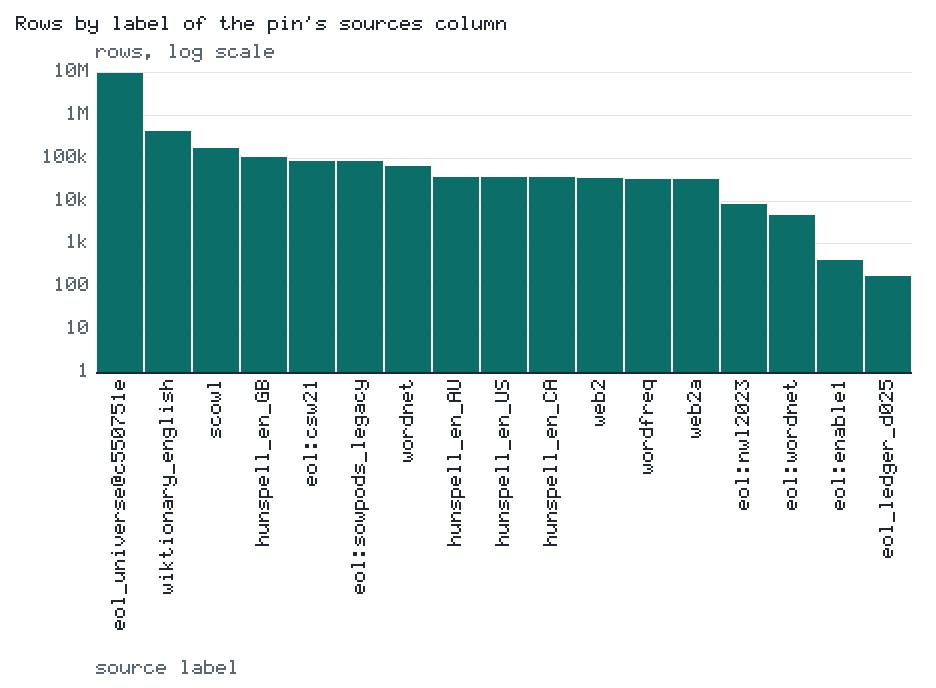 Rows by label of the pin's sources column
rows, log scale
10M
1M
100k
10k
1k
100
10
1
eol_universe@c550751e
wiktionary_english
scowl
hunspell_en_GB
eol:csw21
eol:sowpods_legacy
wordnet
hunspell_en_AU
hunspell_en_US
hunspell_en_CA
web2
wordfreq
web2a
eol:nwl2023
eol:wordnet
eol:enable1
eol_ledger_d025
source label